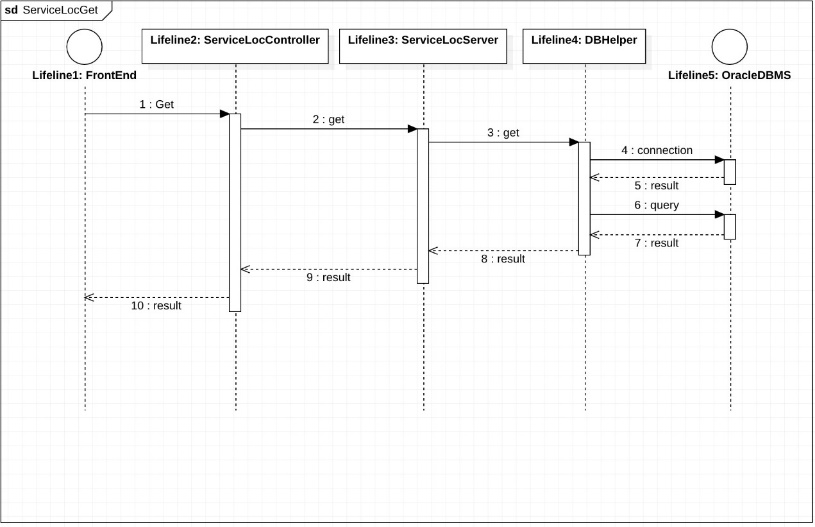 sd ServiceLocGet
Lifeline2: ServiceLocController
Lifeline3: ServiceLocServer
Lifeline4: DBHelper
Lifeline1: FrontEnd
Lifeline5: OracleDBMS
1 : Get
2 : get
3 : get
4 : connection
5 : result
6 : query
7 : result
8 : result
9 : result
10 : result